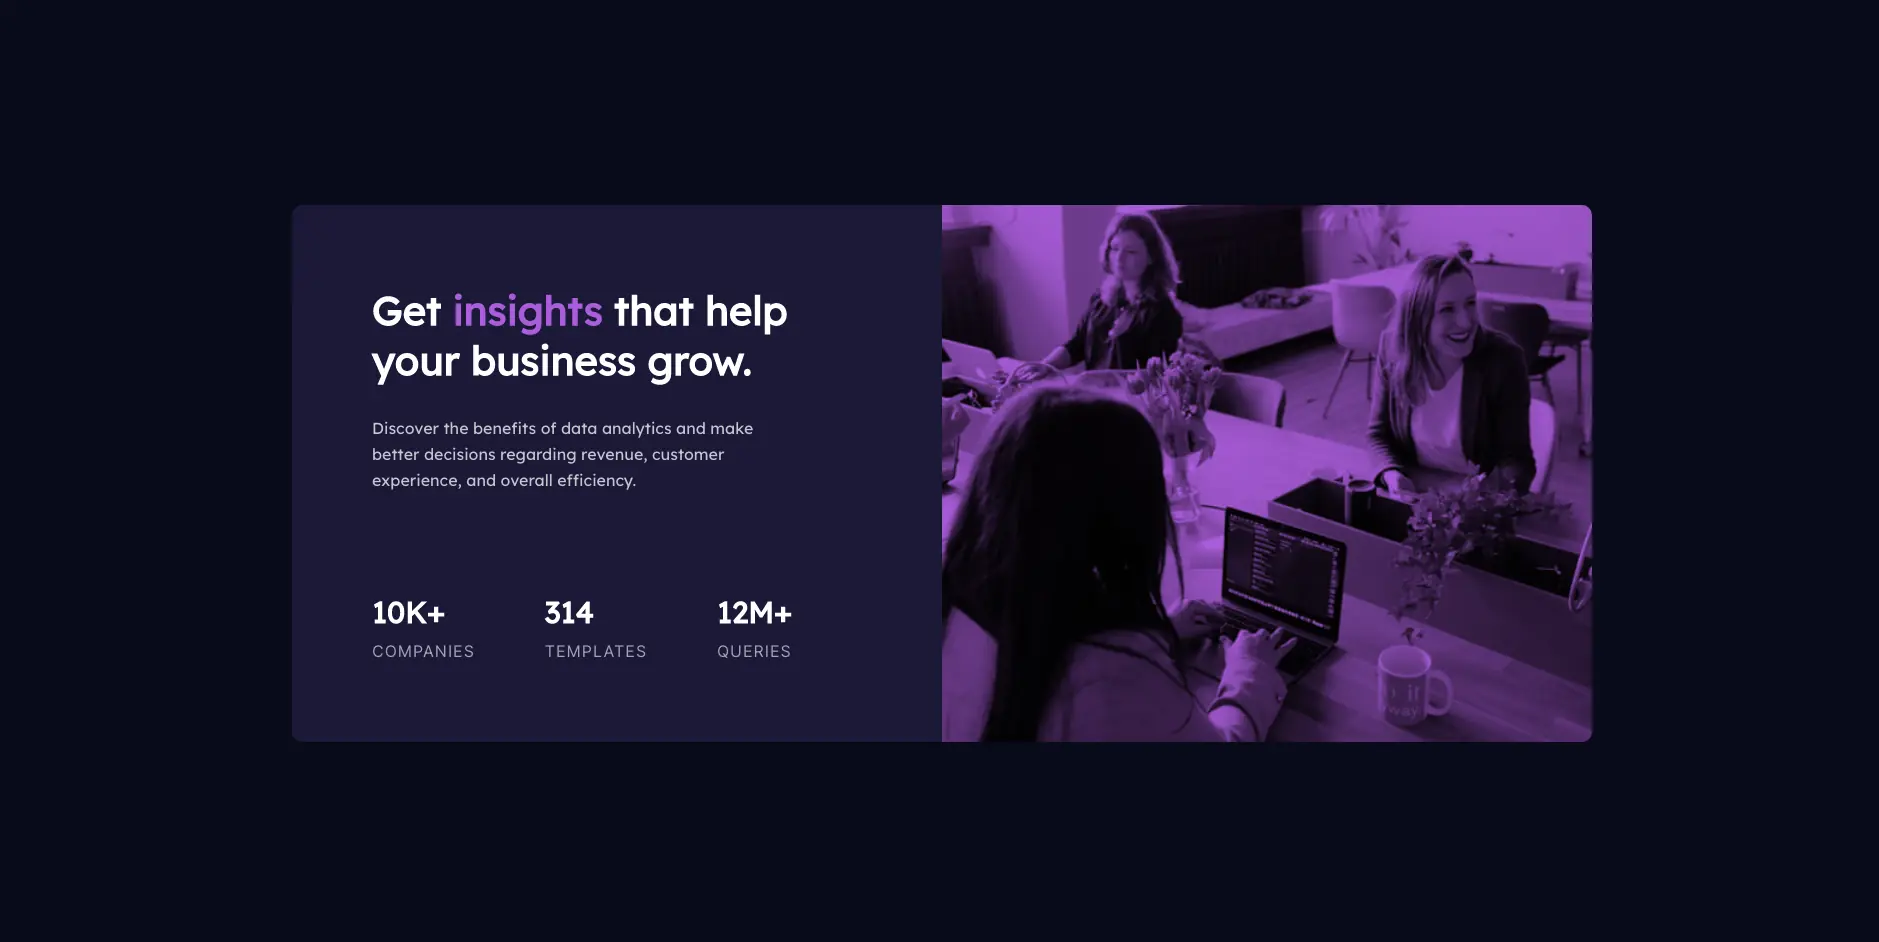 Get insights that help
your business grow.
Discover the benefits of data analytics and make
better decisions regarding revenue, customer
experience, and overall efficiency.
10K+ 314 12M+
COMPANIES TEMPLATES QUERIES